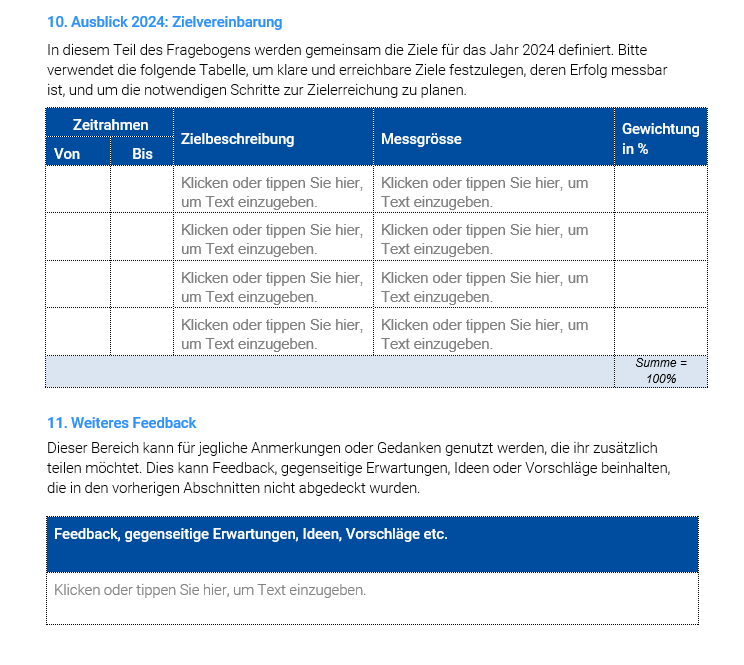 10. Ausblick 2024: Zielvereinbarung
In diesem Teil des Fragebogens werden gemeinsam die Ziele für das Jahr 2024 definiert. Bitte
verwendet die folgende Tabelle, um klare und erreichbare Ziele festzulegen, deren Erfolg messbar
ist, und um die notwendigen Schritte zur Zielerreichung zu planen.
Zeitrahmen
Von Bis
Zielbeschreibung
Messgrösse
Gewichtung
in %
Klicken oder tippen Sie hier,
um Text einzugeben.
Klicken oder tippen Sie hier, um
Text einzugeben.
Klicken oder tippen Sie hier,
um Text einzugeben.
Klicken oder tippen Sie hier, um
Text einzugeben.
Klicken oder tippen Sie hier,
um Text einzugeben.
Klicken oder tippen Sie hier, um
Text einzugeben.
Klicken oder tippen Sie hier,
um Text einzugeben.
Klicken oder tippen Sie hier, um
Text einzugeben.
Summe =
100%
11. Weiteres Feedback
Dieser Bereich kann für jegliche Anmerkungen oder Gedanken genutzt werden, die ihr zusätzlich
teilen möchtet. Dies kann Feedback, gegenseitige Erwartungen, Ideen oder Vorschläge beinhalten,
die in den vorherigen Abschnitten nicht abgedeckt wurden.
Feedback, gegenseitige Erwartungen, Ideen, Vorschläge etc.
Klicken oder tippen Sie hier, um Text einzugeben.